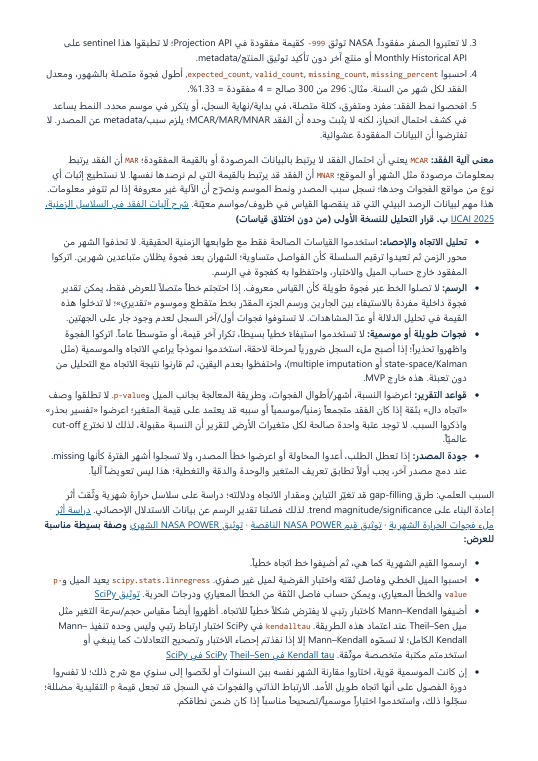 3. لا تعتبروا الصفر مفقوداً. NASA توثق 999- كقيمة مفقودة في Projection API؛ لا تطبقوا هذا sentinel على
Monthly Historical API أو منتج آخر دون تأكيد توثيق المنتج/metadata.
4. احسبوا expected_count, valid_count, missing_count, missing_percent, أطول فجوة متصلة بالشهور، ومعدل
الفقد لكل شهر من السنة. مثال: 296 من 300 صالح = 4 مفقودة = 1.33%.
5. افحصوا نمط الفقد: مفرد ومتفرق، كتلة متصلة، في بداية/نهاية السجل، أو يتكرر في موسم محدد. النمط يساعد
في كشف احتمال انحياز، لكنه لا يثبت وحده أن الفقد MCAR/MAR/MNAR؛ يلزم سبب/metadata عن المصدر. لا
تفترضوا أن البيانات المفقودة عشوائية.
معنى آلية الفقد: MCAR يعني أن احتمال الفقد لا يرتبط بالبيانات المرصودة أو بالقيمة المفقودة؛ MAR أن الفقد يرتبط
بمعلومات مرصودة مثل الشهر أو الموقع؛ MNAR أن الفقد قد يرتبط بالقيمة التي لم نرصدها نفسها. لا نستطيع إثبات أي
نوع من مواقع الفجوات وحدها؛ نسجل سبب المصدر ونمط الموسم ونصرّح أن الآلية غير معروفة إذا لم تتوفر معلومات.
هذا مهم لبيانات الرصد البيئي التي قد ينقصها القياس في ظروف/مواسم معيّنة. شرح آليات الفقد في السلاسل الزمنية،
IJCAI 2025 ب. قرار التحليل للنسخة الأولى (من دون اختلاق قياسات)
• تحليل الاتجاه والإحصاء: استخدموا القياسات الصالحة فقط مع طوابعها الزمنية الحقيقية. لا تحذفوا الشهر من
محور الزمن ثم تعيدوا ترقيم السلسلة كأن الفواصل متساوية؛ الشهران بعد فجوة يظلان متباعدين شهرين. اتركوا
المفقود خارج حساب الميل والاختبار، واحتفظوا به كفجوة في الرسم.
• الرسم: لا تصلوا الخط عبر فجوة طويلة كأن القياس معروف. إذا احتجتم خطاً متصلاً للعرض فقط، يمكن تقدير
فجوة داخلية مفردة بالاستيفاء بين الجارين ورسم الجزء المقدّر بخط متقطع وموسوم «تقديري»؛ لا تدخلوا هذه
القيمة في تحليل الدلالة أو عدّ المشاهدات. لا تستوفوا فجوات أول/آخر السجل لعدم وجود جار على الجهتين.
• فجوات طويلة أو موسمية: لا تستخدموا استيفاءً خطياً بسيطاً، تكرار آخر قيمة، أو متوسطاً عاماً. اتركوا الفجوة
واظهروا تحذيراً؛ إذا أصبح ملء السجل ضرورياً لمرحلة لاحقة، استخدموا نموذجاً يراعي الاتجاه والموسمية (مثل
state-space/Kalman أو multiple imputation)، واحتفظوا بعدم اليقين، ثم قارنوا نتيجة الاتجاه مع التحليل من
دون تعبئة. هذه خارج MVP.
• قواعد التقرير: اعرضوا النسبة، أشهر/أطوال الفجوات، وطريقة المعالجة بجانب الميل وp-value. لا تطلقوا وصف
«اتجاه دال» بثقة إذا كان الفقد متجمعاً زمنياً/موسمياً أو سببه قد يعتمد على قيمة المتغير؛ اعرضوا «تفسير بحذر»
واذكروا السبب. لا توجد عتبة واحدة صالحة لكل متغيرات الأرض لتقرير أن النسبة مقبولة، لذلك لا نخترع cut-off
عالميّاً.
• جودة المصدر: إذا تعطل الطلب، أعدوا المحاولة أو اعرضوا خطأ المصدر، ولا تسجلوا أشهر الفترة كأنها missing.
عند دمج مصدر آخر، يجب أولاً تطابق تعريف المتغير والوحدة والدقة والتغطية؛ هذا ليس تعويضاً آلياً.
السبب العلمي: طرق gap-filling قد تغيّر التباين ومقدار الاتجاه ودلالته؛ دراسة على سلاسل حرارة شهرية وثّقت أثر
إعادة البناء على trend magnitude/significance. لذلك فصلنا تقدير الرسم عن بيانات الاستدلال الإحصائي. دراسة أثر
ملء فجوات الحرارة الشهرية · توثيق قيم NASA POWER الناقصة · توثيق NASA POWER الشهري وصفة بسيطة مناسبة
للعرض:
• ارسموا القيم الشهرية كما هي، ثم أضيفوا خط اتجاه خطياً.
• احسبوا الميل الخطي وفاصل ثقته واختبار الفرضية لميل غير صفري. scipy.stats.linregress يعيد الميل وp-
value والخطأ المعياري، ويمكن حساب فاصل الثقة من الخطأ المعياري ودرجات الحرية. توثيق SciPy
• أضيفوا Mann–Kendall كاختبار رتبي لا يفترض شكلاً خطياً للاتجاه. أظهروا أيضاً مقياس حجم/سرعة التغير مثل
ميل Theil–Sen عند اعتماد هذه الطريقة. kendalltau في SciPy اختبار ارتباط رتبي وليس وحده تنفيذ Mann–
Kendall الكامل؛ لا تسمّوه Mann–Kendall إلا إذا نفذتم إحصاء الاختبار وتصحيح التعادلات كما ينبغي أو
استخدمتم مكتبة متخصصة موثّقة. Kendall tau في SciPy Theil–Sen في SciPy
• إن كانت الموسمية قوية، اختاروا مقارنة الشهر نفسه بين السنوات أو لخّصوا إلى سنوي مع شرح ذلك؛ لا تفسروا
دورة الفصول على أنها اتجاه طويل الأمد. الارتباط الذاتي والفجوات في السجل قد تجعل قيمة p التقليدية مضللة؛
سجّلوا ذلك، واستخدموا اختباراً موسمياً/تصحيحاً مناسباً إذا كان ضمن نطاقكم.